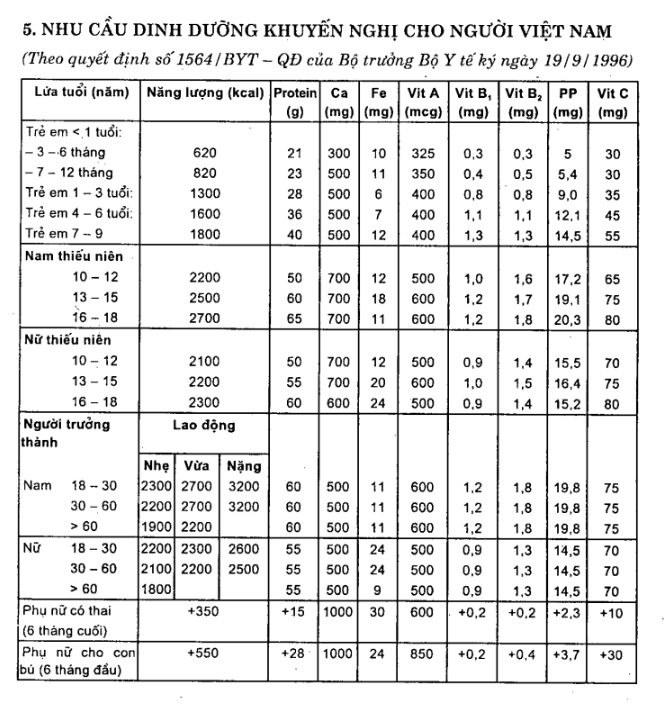 5. NHU CẦU DINH DƯỠNG KHUYẾN NGHỊ CHO NGƯỜI VIỆT NAM
(Theo quyết định số 1564/BYT – QĐ của Bộ trưởng Bộ Y tế ký ngày 19/9/1996)
Lứa tuổi (năm) Năng lượng (kcal) Protein (g) Ca (mg) Fe (mg) Vit A (mcg) Vit B₁ (mg) Vit B₂ (mg) PP (mg) Vit C (mg)
Trẻ em < 1 tuổi:
– 3 – 6 tháng 620 21 300 10 325 0,3 0,3 5 30
– 7 – 12 tháng 820 23 500 11 350 0,4 0,5 5,4 30
Trẻ em 1 – 3 tuổi: 1300 28 500 6 400 0,8 0,8 9,0 35
Trẻ em 4 – 6 tuổi: 1600 36 500 7 400 1,1 1,1 12,1 45
Trẻ em 7 – 9 1800 40 500 12 400 1,3 1,3 14,5 55
Nam thiếu niên
10 – 12 2200 50 700 12 500 1,0 1,6 17,2 65
13 – 15 2500 60 700 18 600 1,2 1,7 19,1 75
16 – 18 2700 65 700 11 600 1,2 1,8 20,3 80
Nữ thiếu niên
10 – 12 2100 50 700 12 500 0,9 1,4 15,5 70
13 – 15 2200 55 700 20 600 1,0 1,5 16,4 75
16 – 18 2300 60 600 24 500 0,9 1,4 15,2 80
Người trưởng thành Lao động
Nhẹ Vừa Nặng
Nam 18 – 30 2300 2700 3200 60 500 11 600 1,2 1,8 19,8 75
30 – 60 2200 2700 3200 60 500 11 600 1,2 1,8 19,8 75
> 60 1900 2200 60 500 11 600 1,2 1,8 19,8 75
Nữ 18 – 30 2200 2300 2600 55 500 24 500 0,9 1,3 14,5 70
30 – 60 2100 2200 2500 55 500 24 500 0,9 1,3 14,5 70
> 60 1800 55 500 9 500 0,9 1,3 14,5 70
Phụ nữ có thai +350 +15 1000 30 600 +0,2 +0,2 +2,3 +10
(6 tháng cuối)
Phụ nữ cho con +550 +28 1000 24 850 +0,2 +0,4 +3,7 +30
bú (6 tháng đầu)